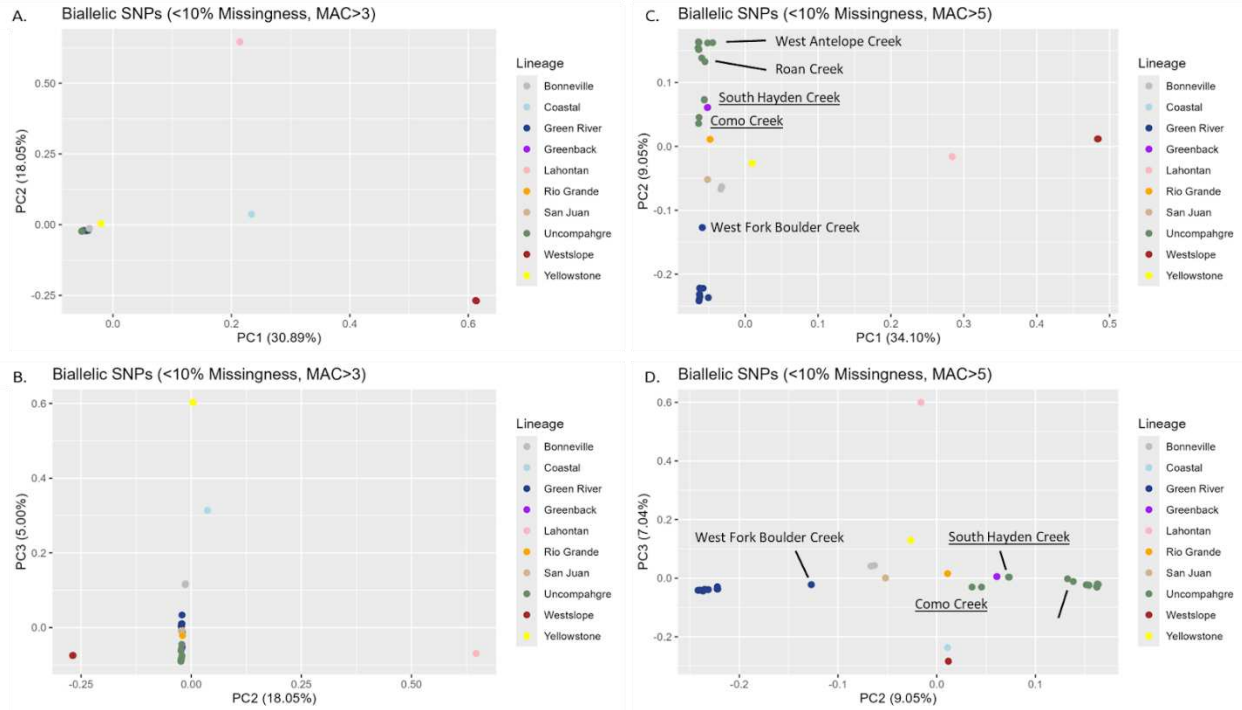 A.
Biallelic SNPs (<10% Missingness, MAC>3)
PC2 (18.05%)
0.50
0.25
0.00
-0.25
0.0
0.2
0.4
0.6
PC1 (30.89%)
Lineage
Bonneville
Coastal
Green River
Greenback
Lahontan
Rio Grande
San Juan
Uncompahgre
Westslope
Yellowstone
C.
Biallelic SNPs (<10% Missingness, MAC>5)
West Antelope Creek
Roan Creek
South Hayden Creek
Como Creek
West Fork Boulder Creek
PC2 (9.05%)
0.1
0.0
-0.1
-0.2
0.0
0.1
0.2
0.3
0.4
0.5
PC1 (34.10%)
Lineage
Bonneville
Coastal
Green River
Greenback
Lahontan
Rio Grande
San Juan
Uncompahgre
Westslope
Yellowstone
B.
Biallelic SNPs (<10% Missingness, MAC>3)
PC3 (5.00%)
0.6
0.4
0.2
0.0
-0.25
0.00
0.25
0.50
PC2 (18.05%)
Lineage
Bonneville
Coastal
Green River
Greenback
Lahontan
Rio Grande
San Juan
Uncompahgre
Westslope
Yellowstone
D.
Biallelic SNPs (<10% Missingness, MAC>5)
West Fork Boulder Creek
South Hayden Creek
Como Creek
PC3 (7.04%)
0.6
0.4
0.2
0.0
-0.2
-0.2
-0.1
0.0
0.1
PC2 (9.05%)
Lineage
Bonneville
Coastal
Green River
Greenback
Lahontan
Rio Grande
San Juan
Uncompahgre
Westslope
Yellowstone